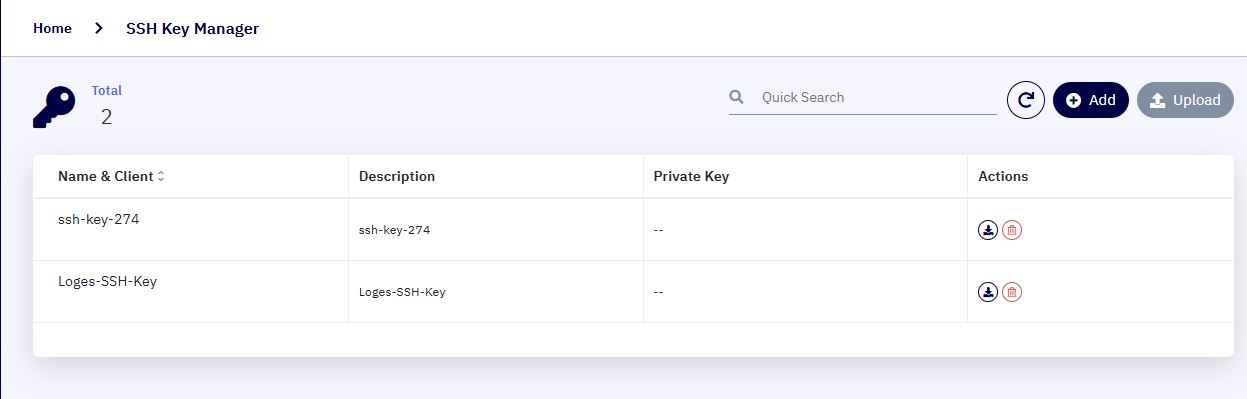 Home SSH Key Manager
Total
2
Quick Search
Add
Upload
Name & Client Description Private Key Actions
ssh-key-274 ssh-key-274 --
Loges-SSH-Key Loges-SSH-Key --